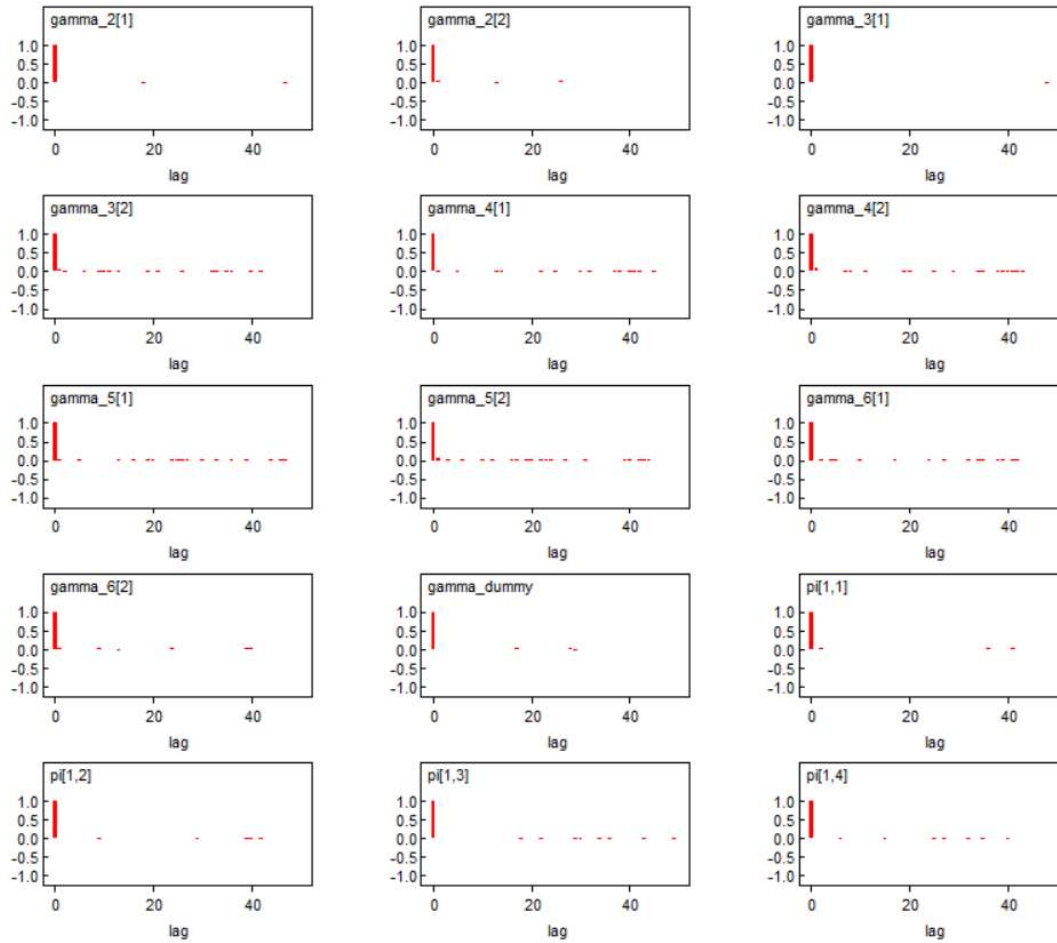 gamma_2[1] gamma_2[2] gamma_3[1]
1.0 1.0 1.0
0.5 0.5 0.5
0.0 0.0 0.0
-0.5 -0.5 -0.5
-1.0 -1.0 -1.0
0 20 40 0 20 40 0 20 40
lag lag lag
gamma_3[2] gamma_4[1] gamma_4[2]
1.0 1.0 1.0
0.5 0.5 0.5
0.0 0.0 0.0
-0.5 -0.5 -0.5
-1.0 -1.0 -1.0
0 20 40 0 20 40 0 20 40
lag lag lag
gamma_5[1] gamma_5[2] gamma_6[1]
1.0 1.0 1.0
0.5 0.5 0.5
0.0 0.0 0.0
-0.5 -0.5 -0.5
-1.0 -1.0 -1.0
0 20 40 0 20 40 0 20 40
lag lag lag
gamma_6[2] gamma_dummy pi[1,1]
1.0 1.0 1.0
0.5 0.5 0.5
0.0 0.0 0.0
-0.5 -0.5 -0.5
-1.0 -1.0 -1.0
0 20 40 0 20 40 0 20 40
lag lag lag
pi[1,2] pi[1,3] pi[1,4]
1.0 1.0 1.0
0.5 0.5 0.5
0.0 0.0 0.0
-0.5 -0.5 -0.5
-1.0 -1.0 -1.0
0 20 40 0 20 40 0 20 40
lag lag lag